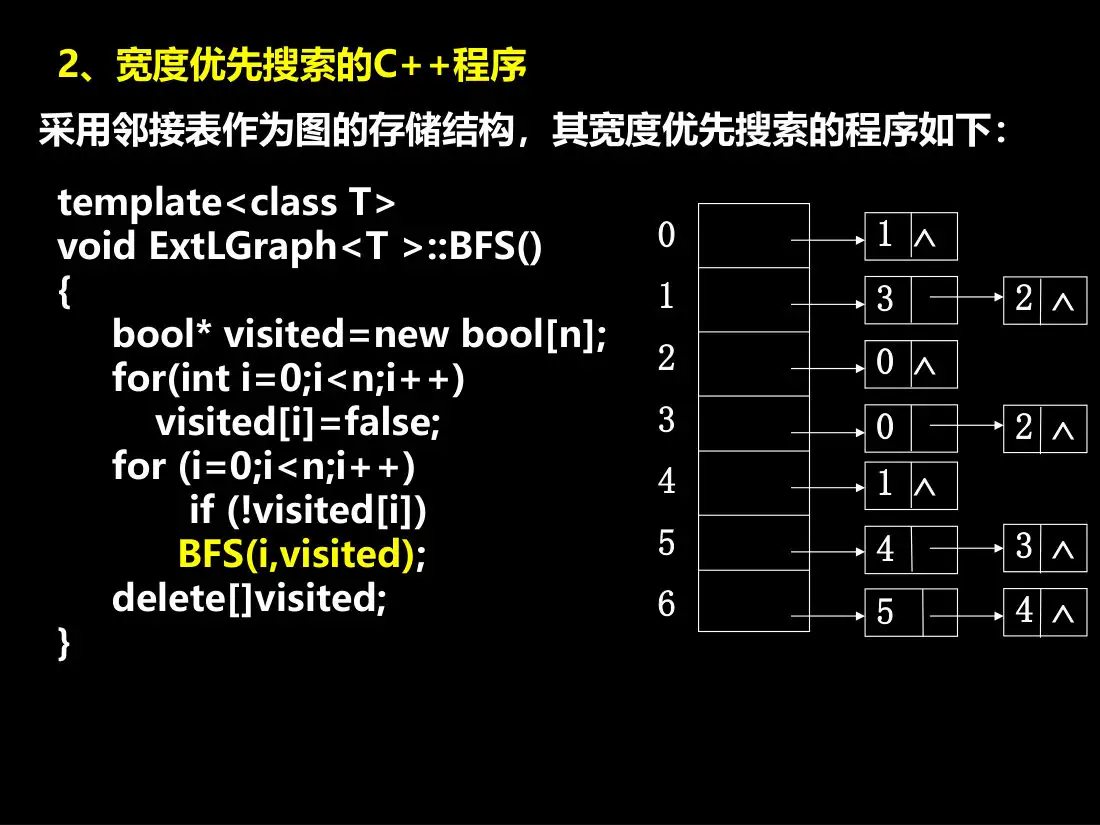 2、宽度优先搜索的C++程序
采用邻接表作为图的存储结构，其宽度优先搜索的程序如下：
template<class T>
void ExtLGraph<T >::BFS()
{
bool* visited=new bool[n];
for(int i=0;i<n;i++)
visited[i]=false;
for (i=0;i<n;i++)
if (!visited[i])
BFS(i,visited);
delete[]visited;
}
0 1 ∧
1 3 2 ∧
2 0 ∧
3 0 2 ∧
4 1 ∧
5 4 3 ∧
6 5 4 ∧